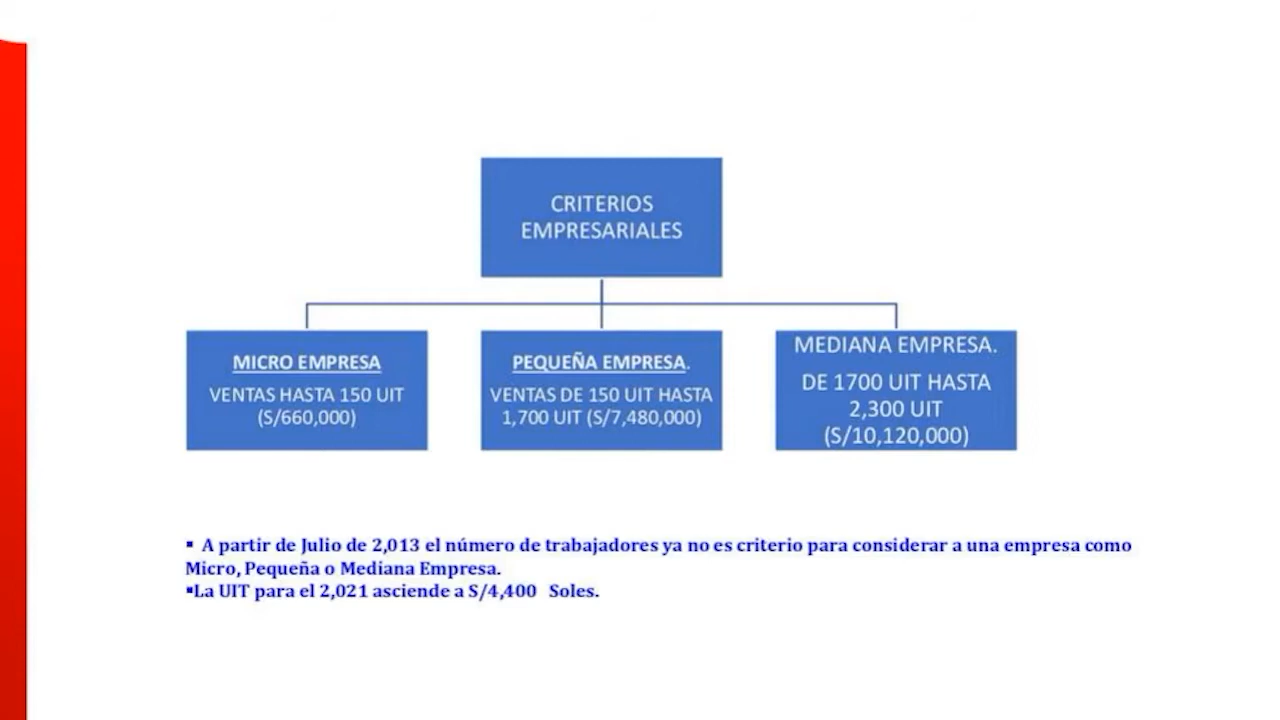 CRITERIOS
EMPRESARIALES
MICRO EMPRESA
VENTAS HASTA 150 UIT
(S/660,000)
PEQUEÑA EMPRESA.
VENTAS DE 150 UIT HASTA
1,700 UIT (S/7,480,000)
MEDIANA EMPRESA.
DE 1700 UIT HASTA
2,300 UIT
(S/10,120,000)
▪ A partir de Julio de 2,013 el número de trabajadores ya no es criterio para considerar a una empresa como
Micro, Pequeña o Mediana Empresa.
▪La UIT para el 2,021 asciende a S/4,400 Soles.